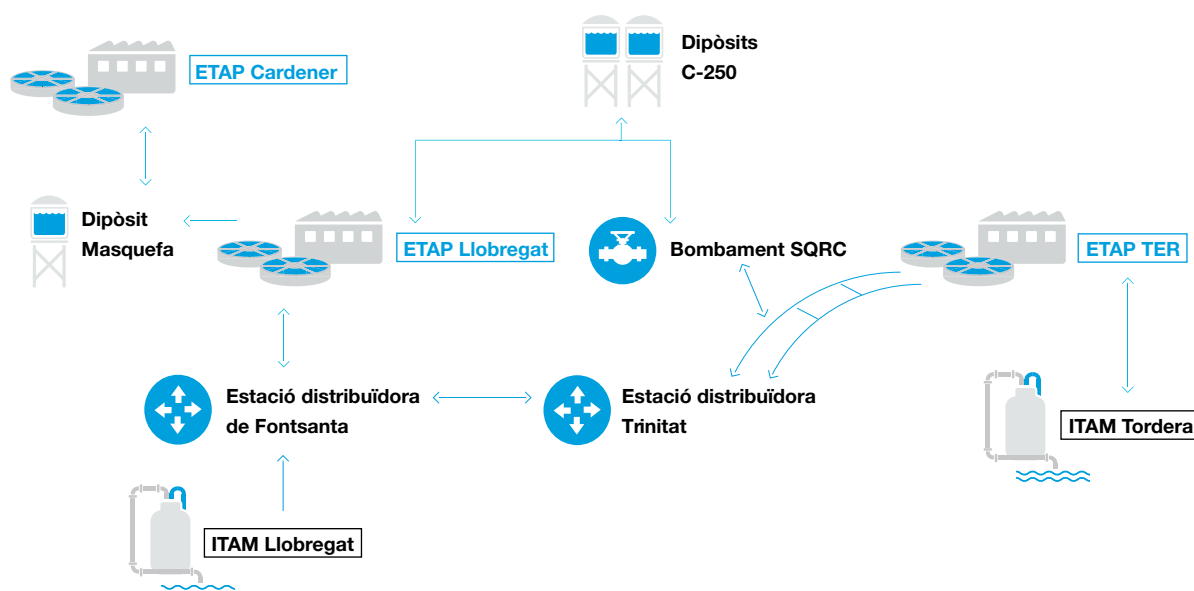 Dipòsits
C-250
ETAP Cardener
Dipòsit
Masquefa
ETAP Llobregat
Bombament SQRC
ETAP TER
Estació distribuïdora
de Fontsanta
Estació distribuïdora
Trinitat
ITAM Tordera
ITAM Llobregat